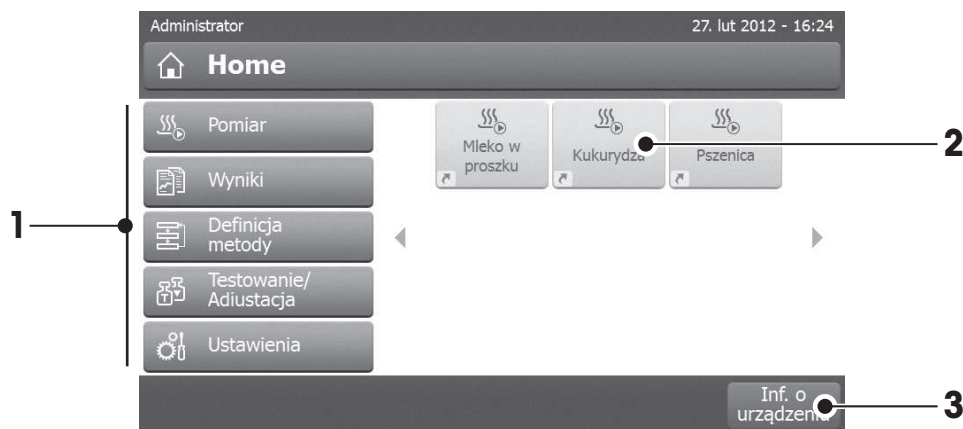 Administrator 27. lut 2012 - 16:24
Home
Pomiar
Wyniki
Definicja
metody
Testowanie/
Adiustacja
Ustawienia
Mleko w
proszku
Kukurydza
Pszenica
Inf. o
urządzeniu
1
2
3